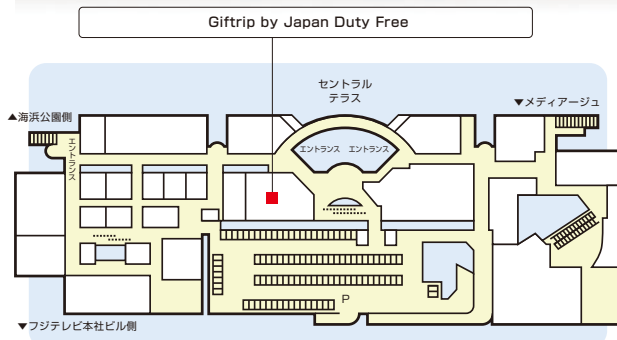 Giftrip by Japan Duty Free
セントラル
テラス
▲海浜公園側
▼メディアージュ
エントランス
エントランス エントランス
P
▼フジテレビ本社ビル側